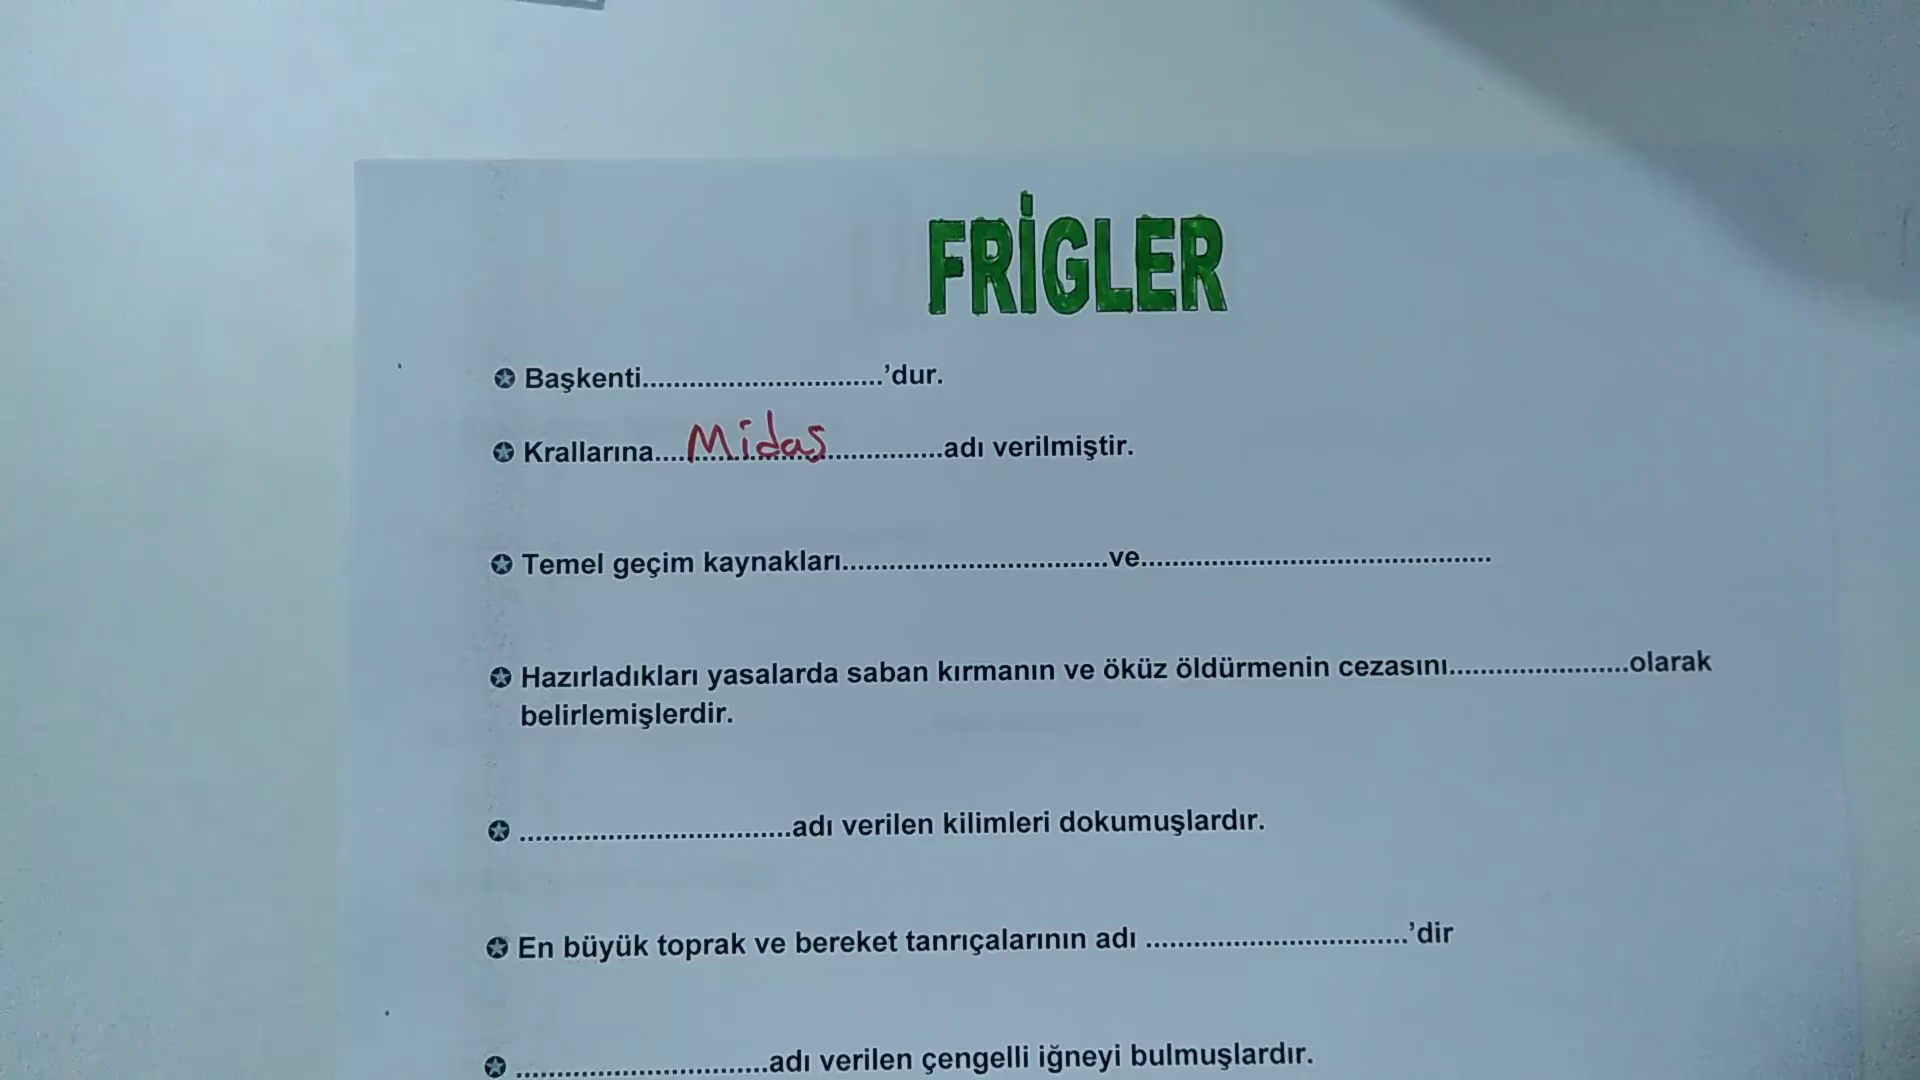 FRİGLER
Başkenti...............................’dur.
Krallarına....Midas...............adı verilmiştir.
Temel geçim kaynakları..................................ve.............................................
Hazırladıkları yasalarda saban kırmanın ve öküz öldürmenin cezasını.......................olarak
belirlemişlerdir.
...................................adı verilen kilimleri dokumuşlardır.
En büyük toprak ve bereket tanrıçalarının adı ..................................’dir
................................adı verilen çengelli iğneyi bulmuşlardır.